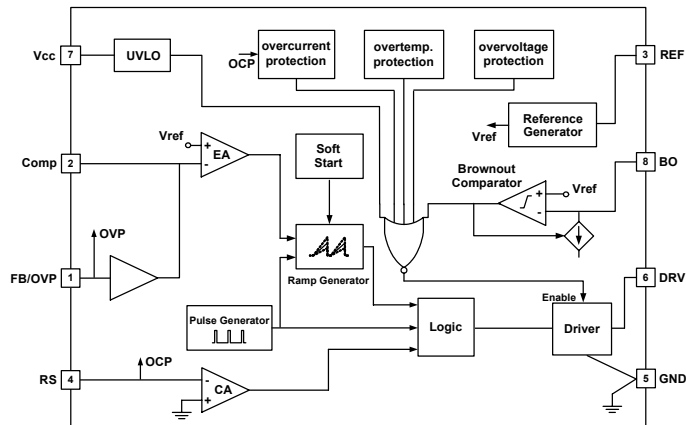 Vcc
7
UVLO
OCP
overcurrent
protection
overtemp.
protection
overvoltage
protection
3
REF
Vref
Reference
Generator
Vref
+
-
EA
Soft
Start
Comp
2
Brownout
Comparator
+
-
Vref
8
BO
OVP
FB/OVP
1
Ramp Generator
6
DRV
Enable
Pulse Generator
Logic
Driver
OCP
RS
4
-
+
CA
5
GND